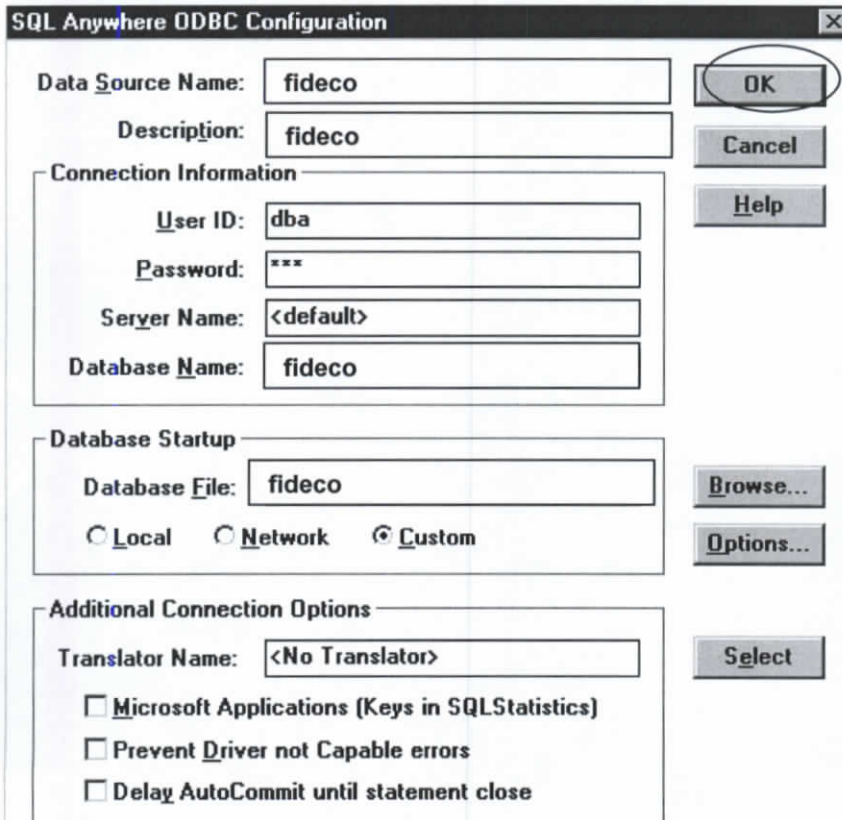 SQL Anywhere ODBC Configuration
Data Source Name: fideco
OK
Description: fideco
Cancel
Connection Information
Help
User ID: dba
Password: ***
Server Name: <default>
Database Name: fideco
Database Startup
Database File: fideco
Browse...
Local Network Custom
Options...
Additional Connection Options
Translator Name: <No Translator>
Select
Microsoft Applications (Keys in SQLStatistics)
Prevent Driver not Capable errors
Delay AutoCommit until statement close